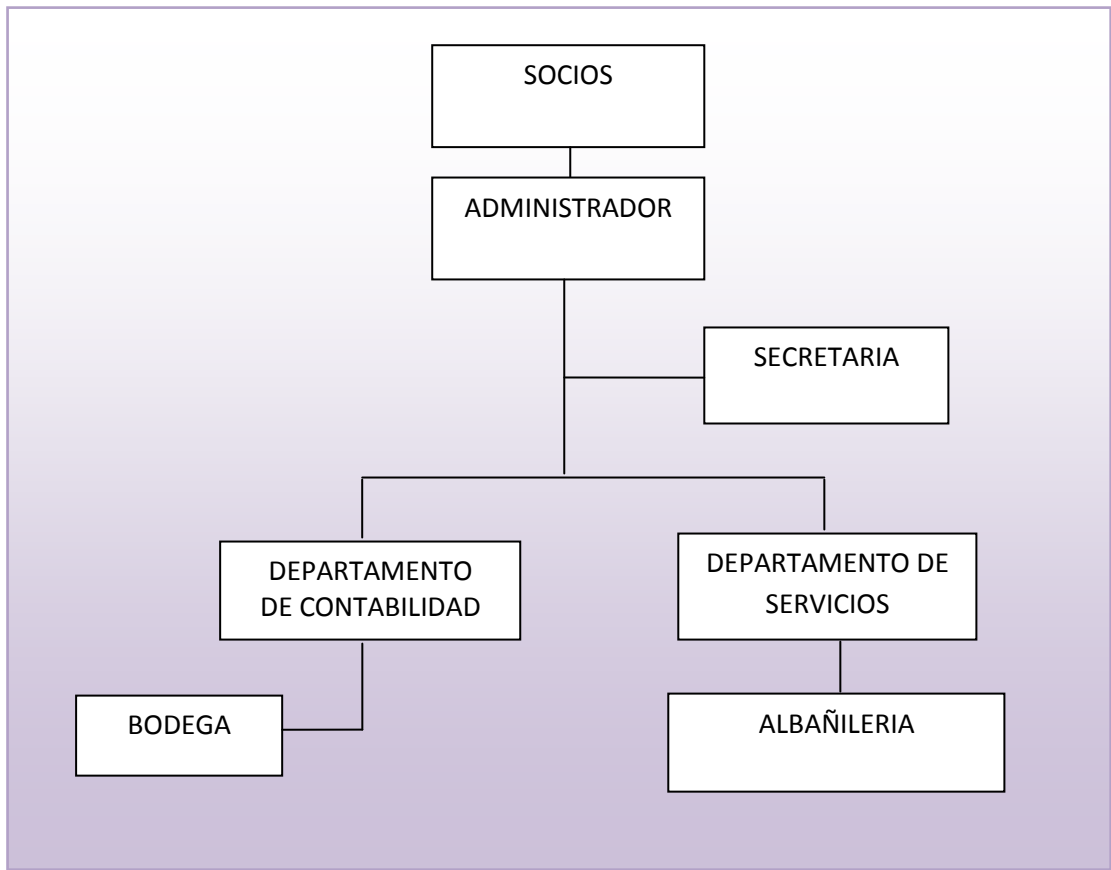 SOCIOS
ADMINISTRADOR
SECRETARIA
DEPARTAMENTO
DE CONTABILIDAD
DEPARTAMENTO DE
SERVICIOS
BODEGA
ALBAÑILERIA